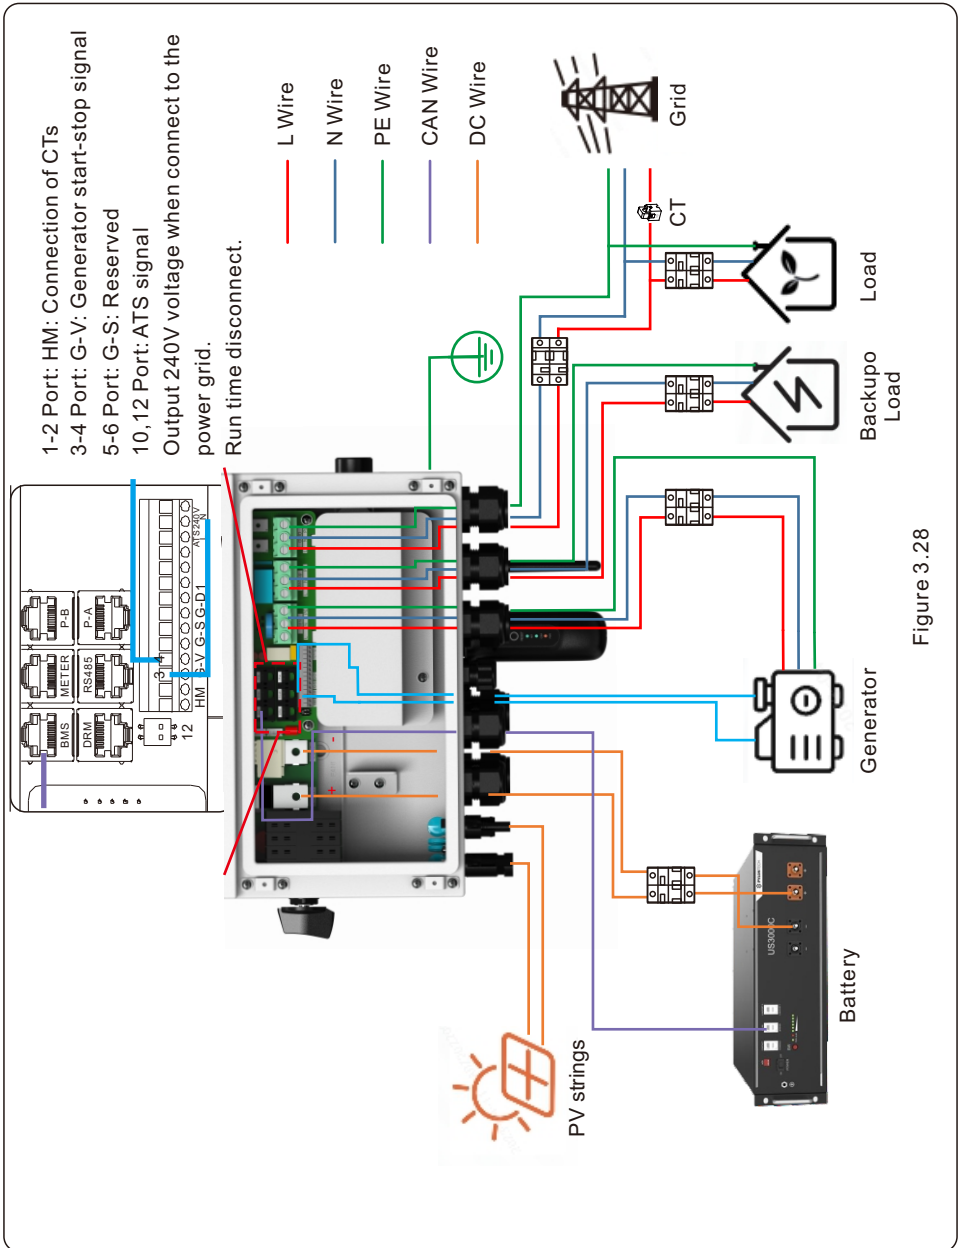 1-2 Port: HM: Connection of CTs
3-4 Port: G-V: Generator start-stop signal
5-6 Port: G-S: Reserved
10,12 Port: ATS signal
Output 240V voltage when connect to the
power grid.
Run time disconnect.
L Wire
N Wire
PE Wire
CAN Wire
DC Wire
BMS
METER
P-B
DRM
RS485
P-A
12
3 4
HM
G-V
G-S
G-D1
ATS240V
N
Grid
CT
Load
Backupo
Load
Generator
Battery
PV strings
US3000C
+
-
Figure 3.28